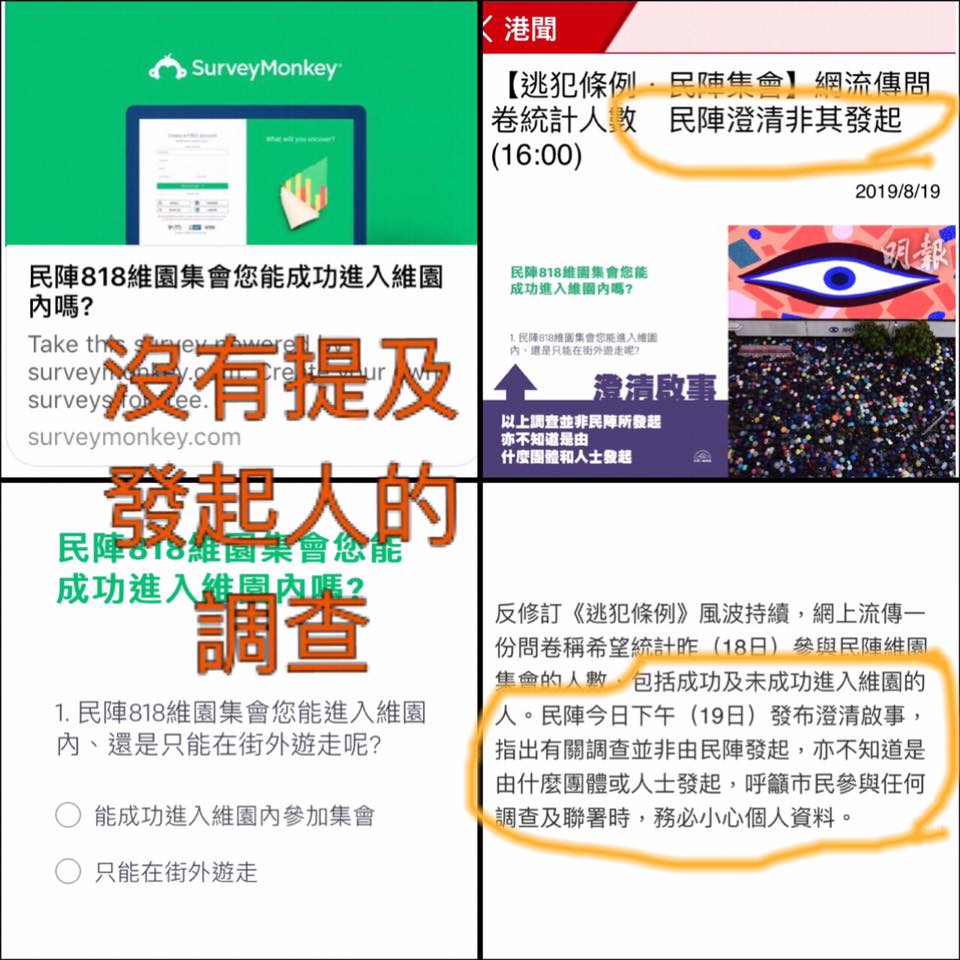 SurveyMonkey
Create a FREE account
What will you uncover?
民陣818維園集會您能成功進入維園
內嗎?
Take this survey powered by
surveymonkey.com. Create your own
surveys for free.
surveymonkey.com
沒有提及
發起人的
調查
港聞
【逃犯條例．民陣集會】網流傳問
卷統計人數 民陣澄清非其發起
(16:00)
2019/8/19
明報
民陣818維園集會您能
成功進入維園內嗎?
1. 民陣818維園集會您能進入維園
內、還是只能在街外遊走呢?
澄清啟事
以上調查並非民陣所發起
亦不知道是由
什麼團體和人士發起
民陣818維園集會您能
成功進入維園內嗎?
1. 民陣818維園集會您能進入維園
內、還是只能在街外遊走呢?
能成功進入維園內參加集會
只能在街外遊走
反修訂《逃犯條例》風波持續，網上流傳一
份問卷稱希望統計昨（18日）參與民陣維園
集會的人數，包括成功及未成功進入維園的
人。民陣今日下午（19日）發布澄清啟事，
指出有關調查並非由民陣發起，亦不知道是
由什麼團體或人士發起，呼籲市民參與任何
調查及聯署時，務必小心個人資料。